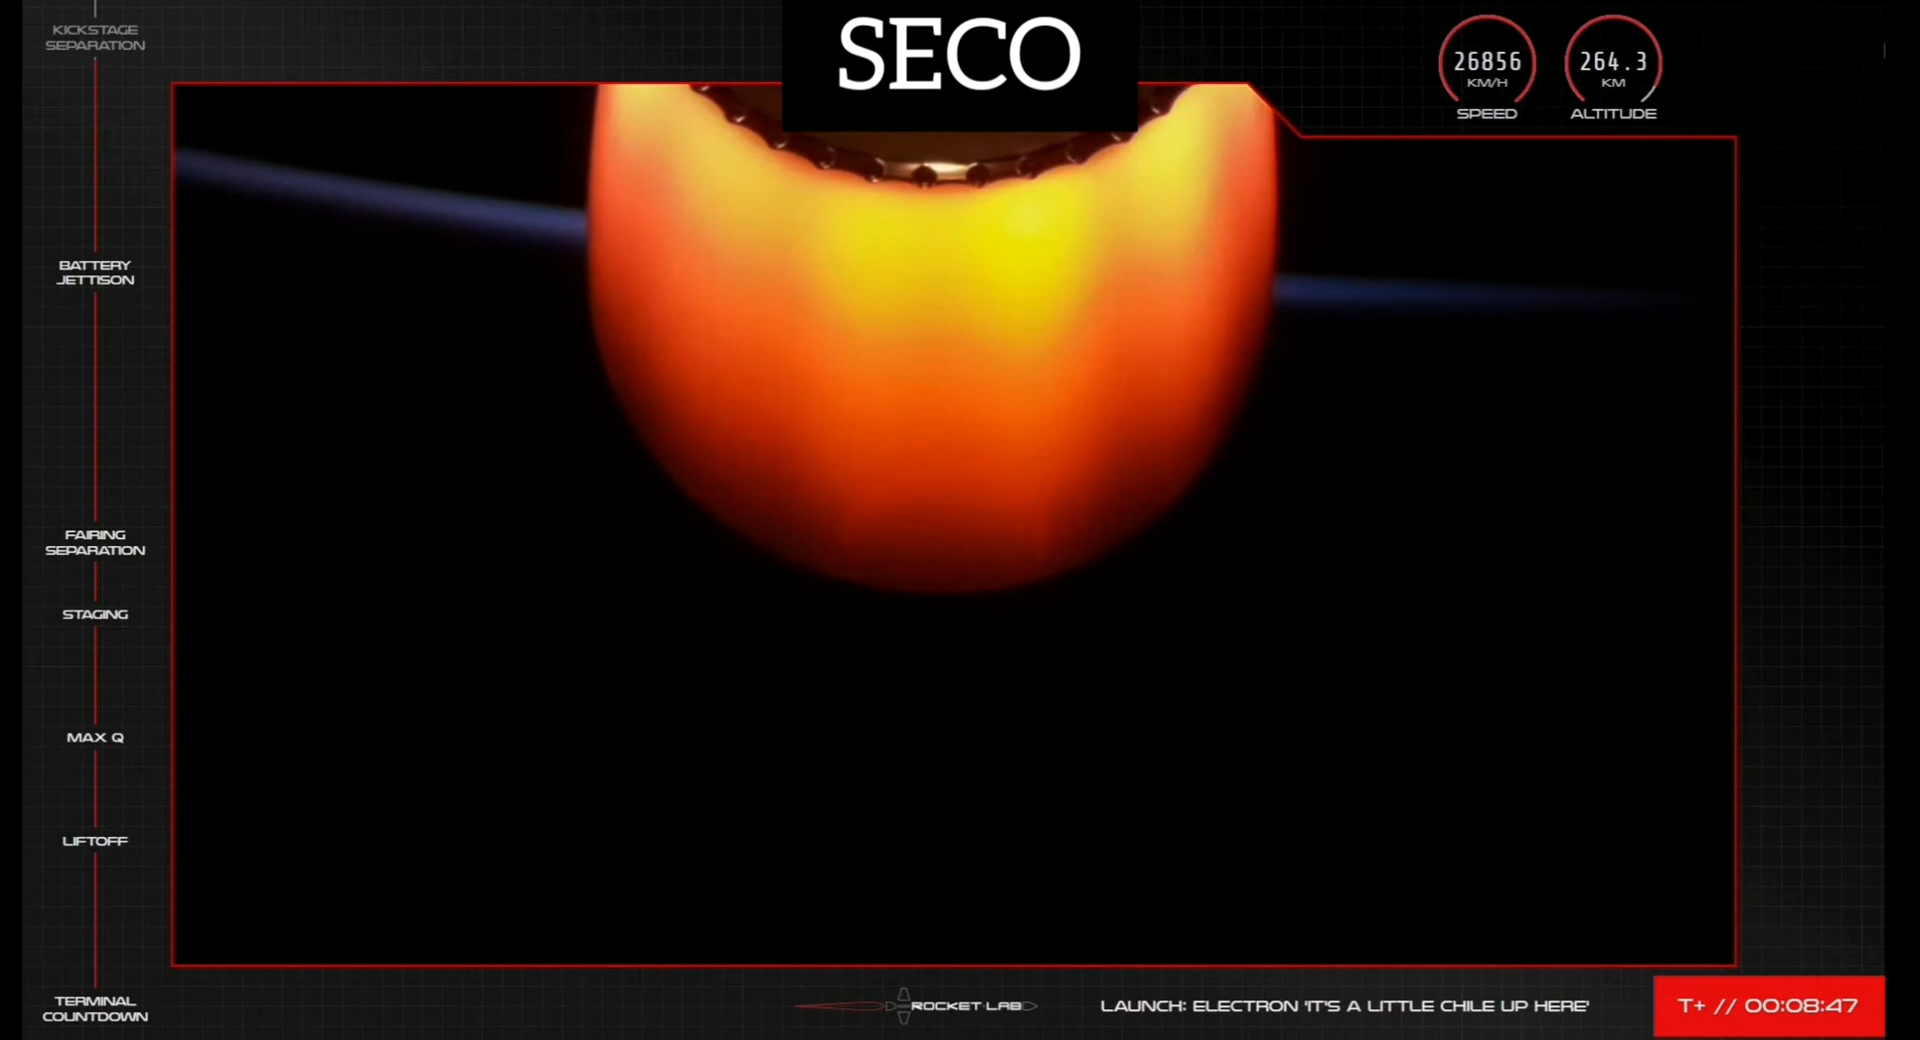 KICKSTAGE
SEPARATION
SECO
26856
KM/H
SPEED
264.3
KM
ALTITUDE
BATTERY
JETTISON
FAIRING
SEPARATION
STAGING
MAX Q
LIFTOFF
TERMINAL
COUNTDOWN
ROCKET LAB
LAUNCH: ELECTRON 'IT'S A LITTLE CHILE UP HERE'
T+ // 00:08:47